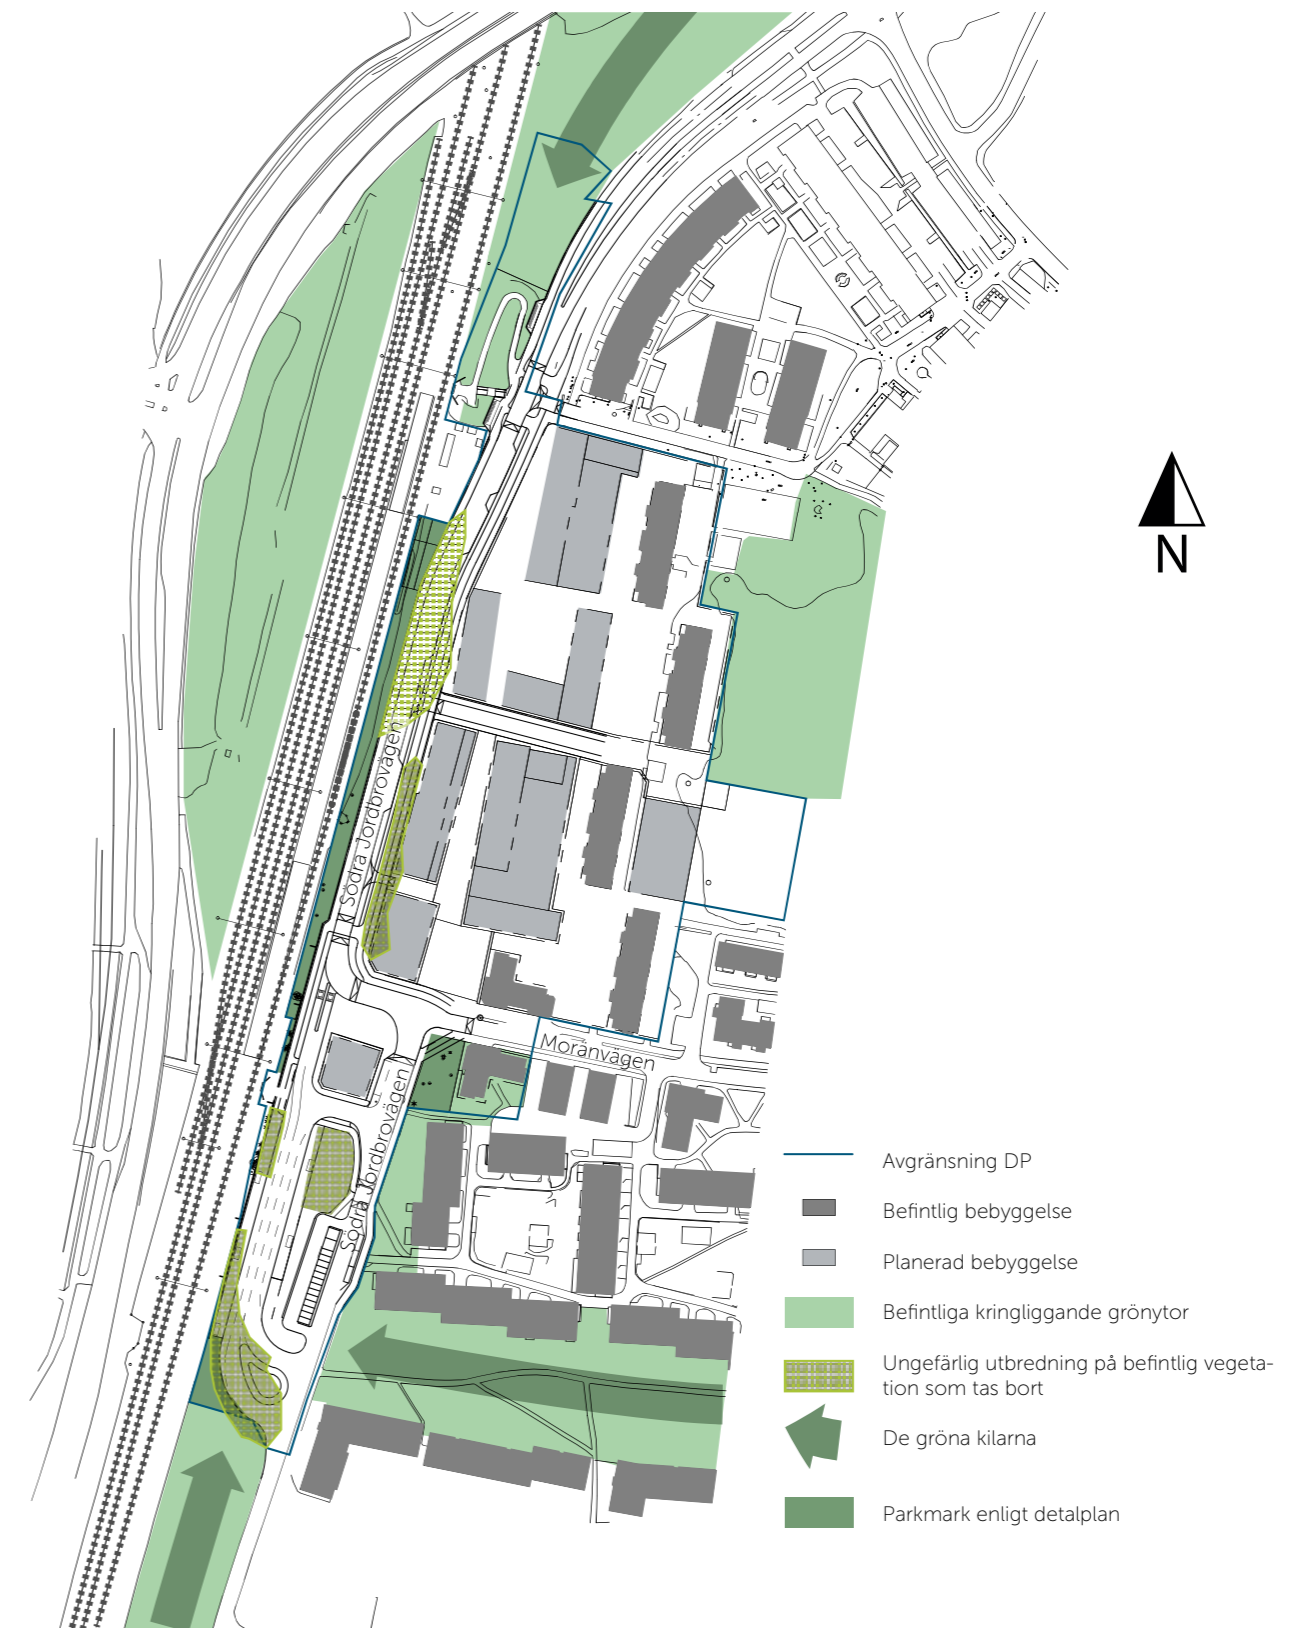 N
Södra Jordbrovägen
Moränvägen
Södra Jordbrovägen
Avgränsning DP
Befintlig bebyggelse
Planerad bebyggelse
Befintliga kringliggande grönytor
Ungefärlig utbredning på befintlig vegeta-
tion som tas bort
De gröna kilarna
Parkmark enligt detalplan